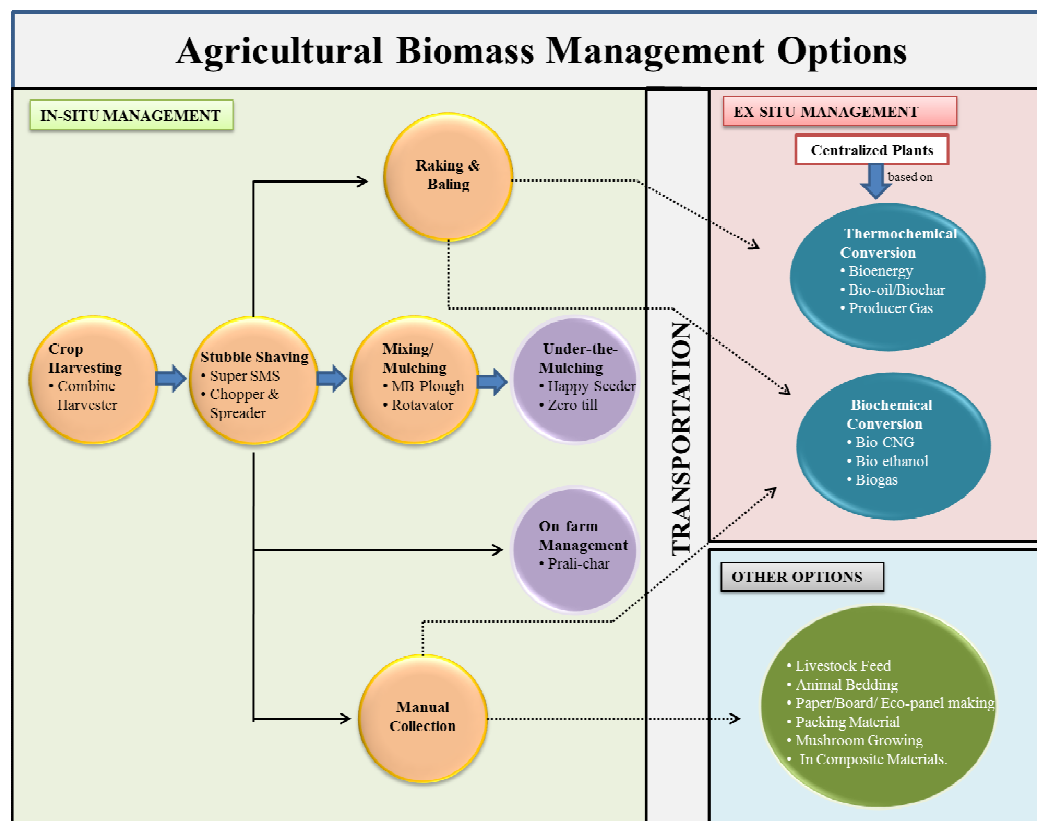 Agricultural Biomass Management Options
IN-SITU MANAGEMENT
Raking &
Baling
Crop
Harvesting
• Combine
Harvester
Stubble Shaving
• Super SMS
• Chopper &
Spreader
Mixing/
Mulching
• MB Plough
• Rotavator
Under-the-
Mulching
• Happy Seeder
• Zero till
On-farm
Management
• Prali-char
Manual
Collection
TRANSPORTATION
EX SITU MANAGEMENT
Centralized Plants
based on
Thermochemical
Conversion
• Bioenergy
• Bio-oil/Biochar
• Producer Gas
Biochemical
Conversion
• Bio CNG
• Bio ethanol
• Biogas
OTHER OPTIONS
• Livestock Feed
• Animal Bedding
• Paper/Board/ Eco-panel making
• Packing Material
• Mushroom Growing
• In Composite Materials.